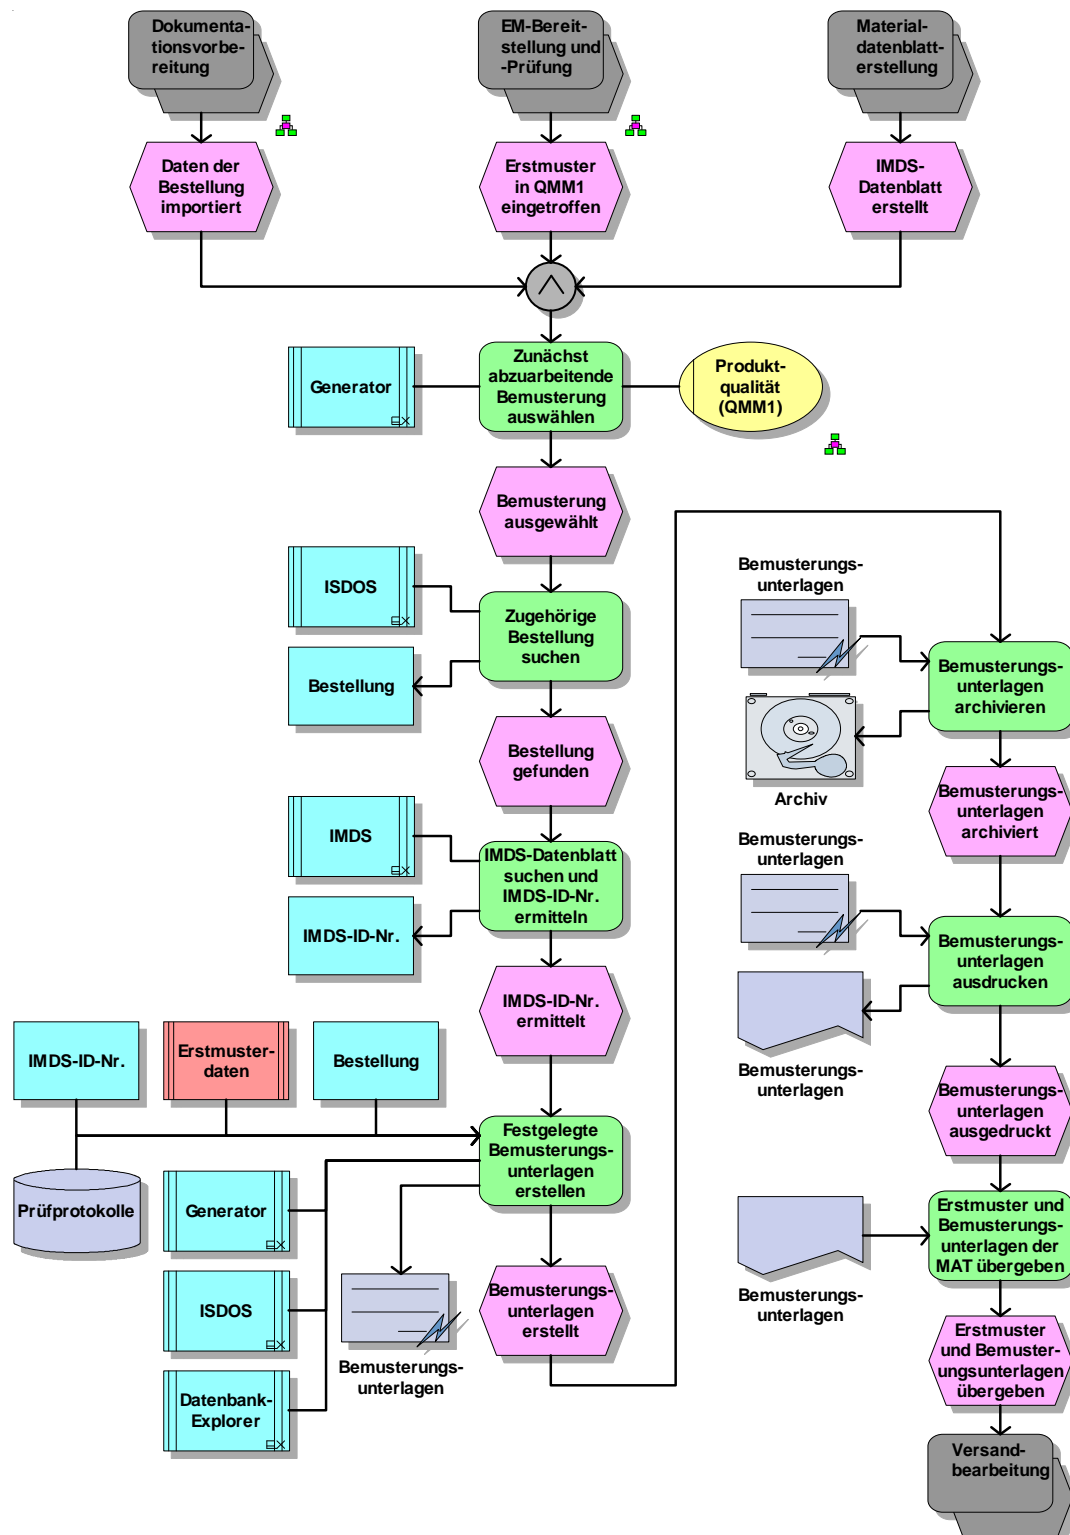 Dokumenta-
tionsvorbe-
reitung
EM-Bereit-
stellung und
-Prüfung
Material-
datenblatt-
erstellung
Daten der
Bestellung
importiert
Erstmuster
in QMM1
eingetroffen
IMDS-
Datenblatt
erstellt
Generator
Zunächst
abzuarbeitende
Bemusterung
auswählen
Produkt-
qualität
(QMM1)
Bemusterung
ausgewählt
ISDOS
Zugehörige
Bestellung
suchen
Bestellung
Bestellung
gefunden
IMDS
IMDS-Datenblatt
suchen und
IMDS-ID-Nr.
ermitteln
IMDS-ID-Nr.
IMDS-ID-Nr.
ermittelt
IMDS-ID-Nr.
Erstmuster-
daten
Bestellung
Festgelegte
Bemusterungs-
unterlagen
erstellen
Prüfprotokolle
Generator
ISDOS
Datenbank-
Explorer
Bemusterungs-
unterlagen
Bemusterungs-
unterlagen
erstellt
Bemusterungs-
unterlagen
Bemusterungs-
unterlagen
archivieren
Archiv
Bemusterungs-
unterlagen
archiviert
Bemusterungs-
unterlagen
Bemusterungs-
unterlagen
ausdrucken
Bemusterungs-
unterlagen
Bemusterungs-
unterlagen
ausgedruckt
Erstmuster und
Bemusterungs-
unterlagen der
MAT übergeben
Bemusterungs-
unterlagen
Erstmuster
und Bemuster-
ungsunterlagen
übergeben
Versand-
bearbeitung